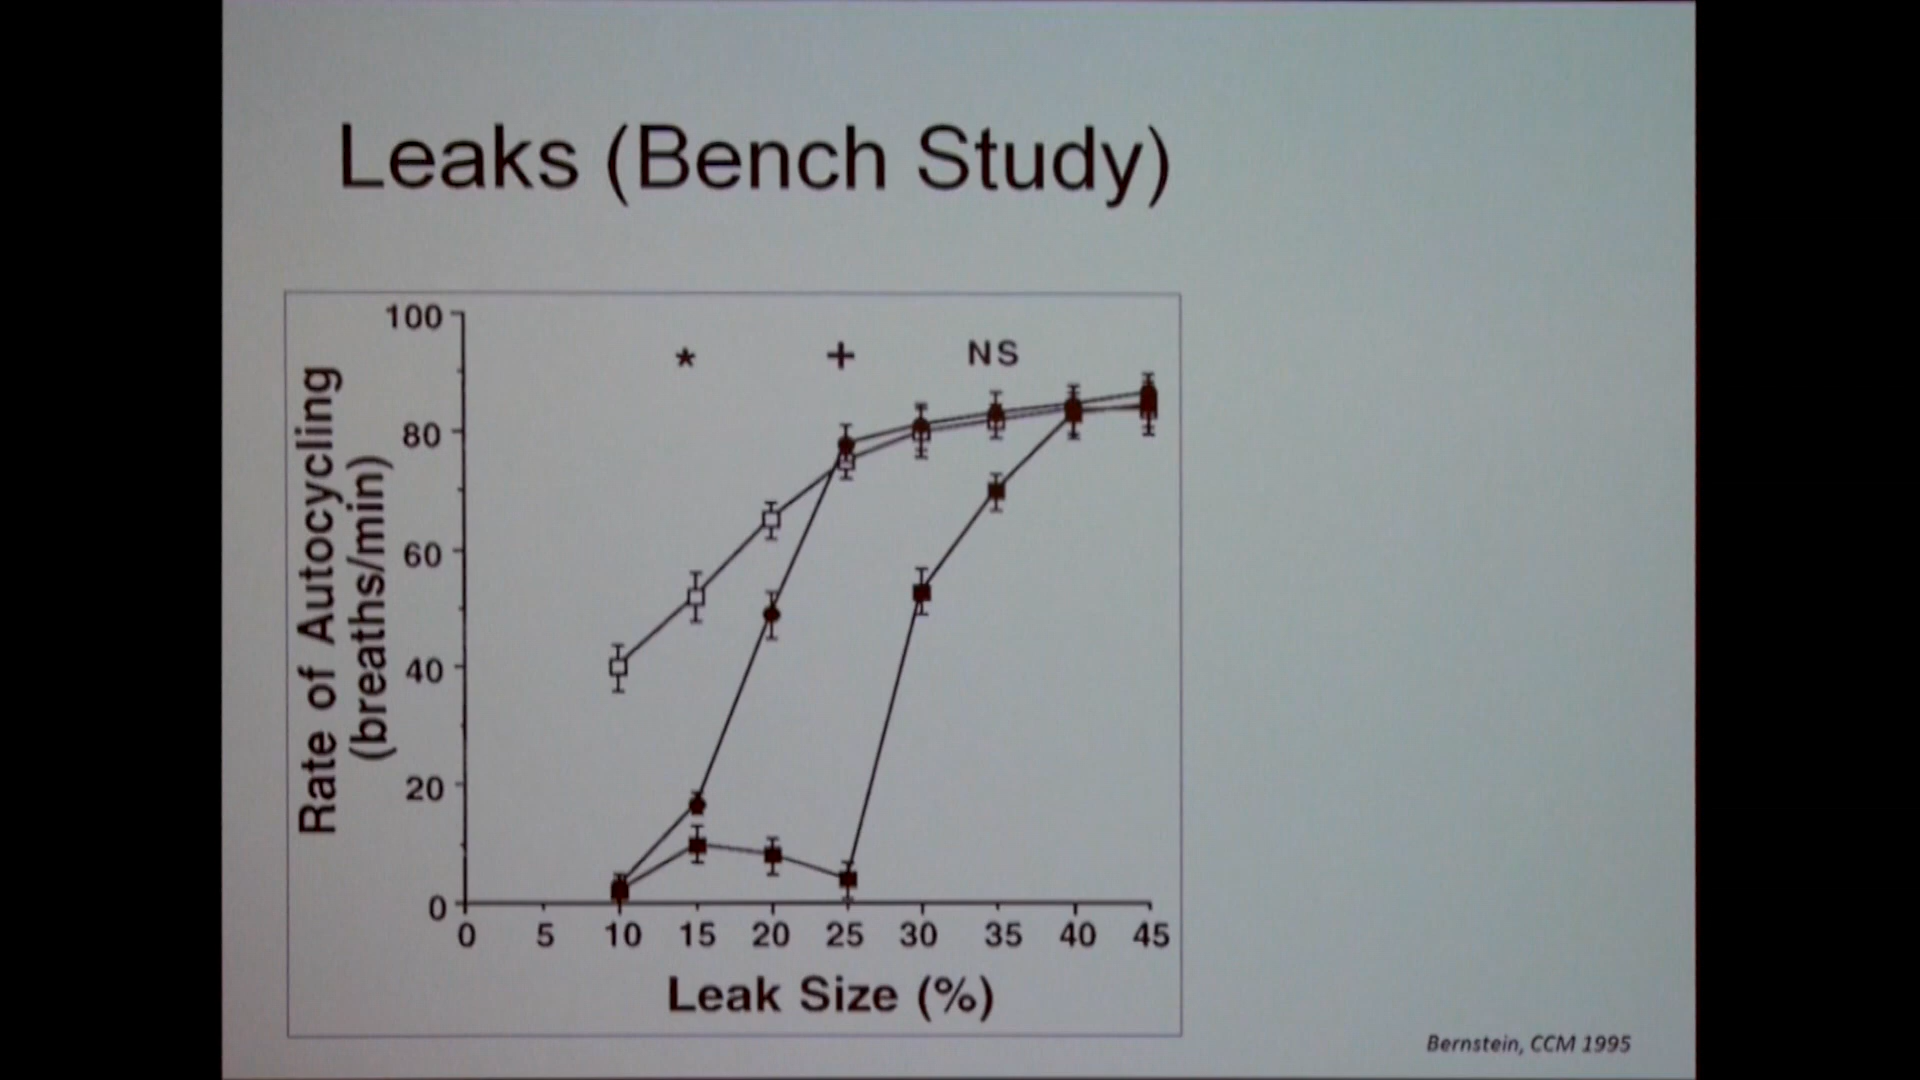 Leaks (Bench Study)
100
80
60
40
20
0
* + NS
Rate of Autocycling
(breaths/min)
0 5 10 15 20 25 30 35 40 45
Leak Size (%)
Bernstein, CCM 1995